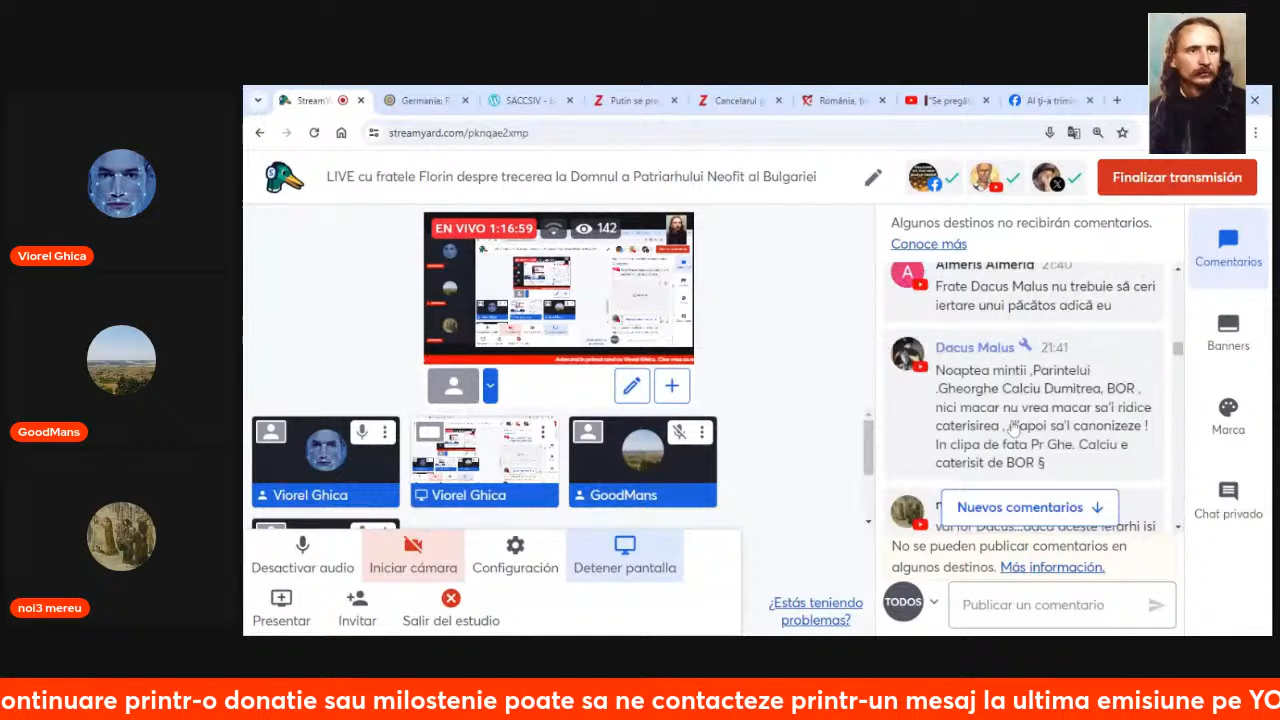 StreamY
Germania: F
SACCSIV – b
Putin se pre
Cancelarul g
România, ți
"Se pregăt
AI ți-a trimi
streamyard.com/pknqae2xmp
LIVE cu fratele Florin despre trecerea la Domnul a Patriarhului Neofit al Bulgariei
Finalizar transmisión
EN VIVO 1:16:59
142
Viorel Ghica
GoodMans
noi3 mereu
Viorel Ghica
Viorel Ghica
GoodMans
Desactivar audio
Iniciar cámara
Configuración
Detener pantalla
Presentar
Invitar
Salir del estudio
¿Estás teniendo
problemas?
Algunos destinos no recibirán comentarios.
Conoce más
A
Almeris Almeria 21:40
Frate Dacus Malus nu trebuie să ceri
iertare unui păcătos adică eu
Dacus Malus 21:41
Noaptea mintii ,Parintelui
.Gheorghe Calciu Dumitrea, BOR ,
nici macar nu vrea macar sa'i ridice
caterisirea , apoi sa'l canonizeze !
In clipa de fata Pr Ghe. Calciu e
caterisit de BOR §
Nuevos comentarios
No se pueden publicar comentarios en
algunos destinos. Más información.
TODOS
Publicar un comentario
Comentarios
Banners
Marca
Chat privado
ontinuare printr-o donatie sau milostenie poate sa ne contacteze printr-un mesaj la ultima emisiune pe YO